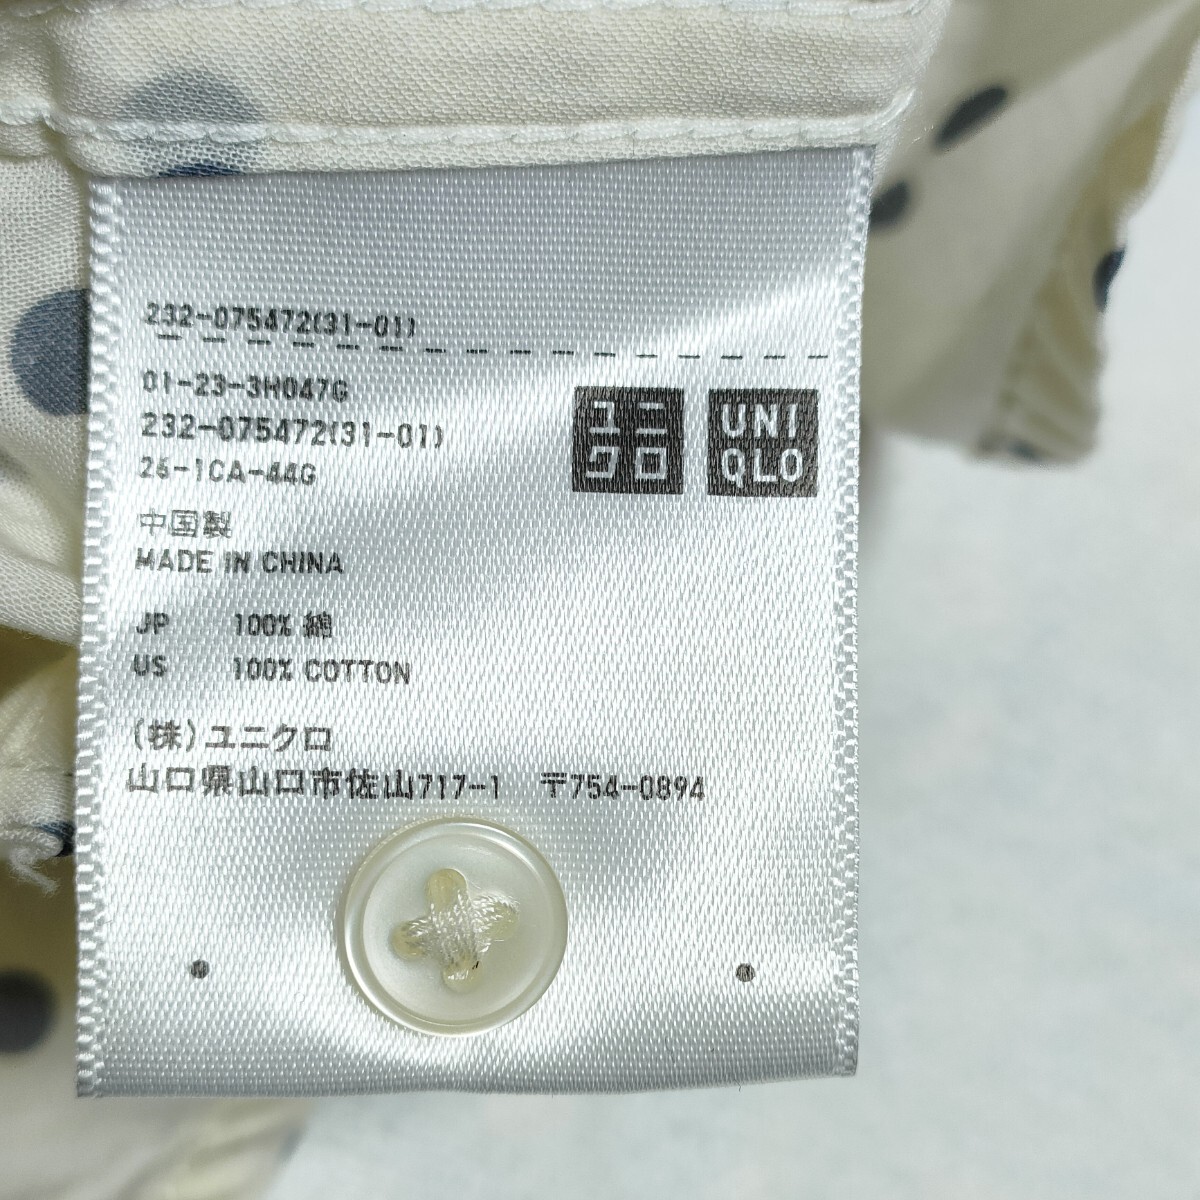 232-075472(31-01)
01-23-3H047G
232-075472(31-01)
26-1CA-44G
ユニ
クロ
UNI
QLO
中国製
MADE IN CHINA
JP 100% 綿
US 100% COTTON
(株)ユニクロ
山口県山口市佐山717-1 〒754-0894